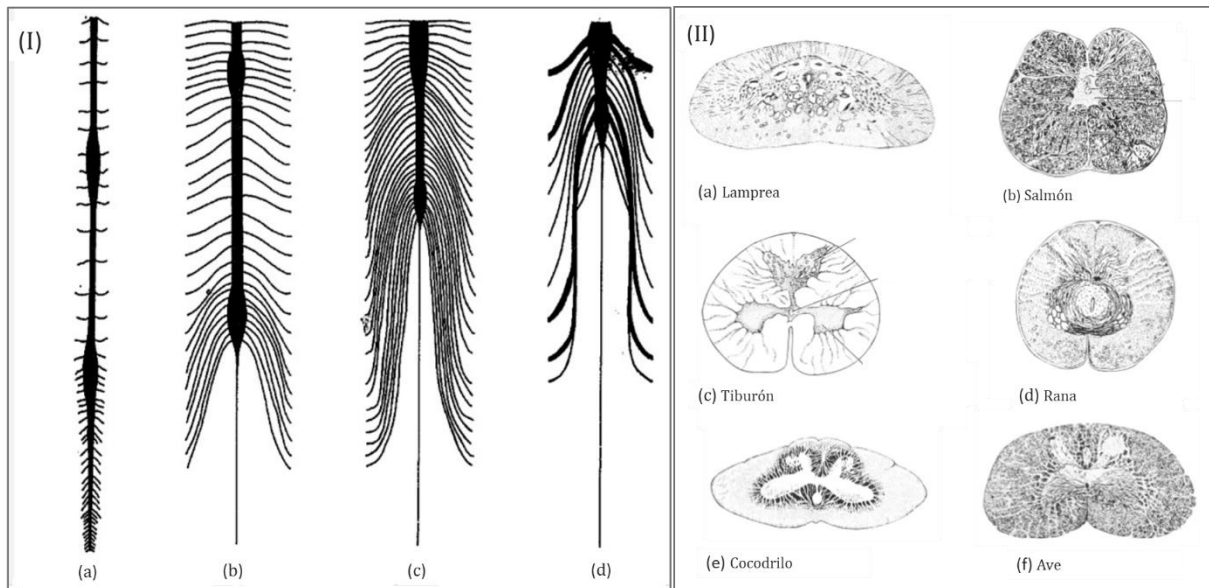 (I)
(a)
(b)
(c)
(d)
(II)
(a) Lamprea
(b) Salmón
(c) Tiburón
(d) Rana
(e) Cocodrilo
(f) Ave